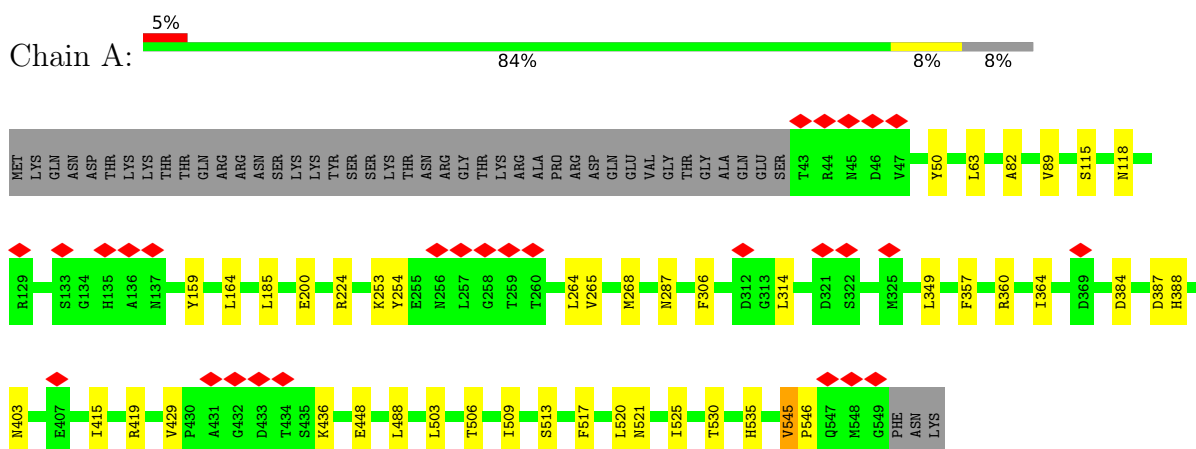 5%
Chain A:
84% 8% 8%
MET LYS GLN ASN ASP THR LYS LYS THR THR GLN ARG ARG ASN SER LYS LYS TYR SER SER LYS THR ASN ARG GLY THR LYS ARG ALA PRO ARG ASP GLN GLU VAL GLY THR GLY ALA GLN GLU SER T43 R44 N45 D46 V47 Y50 L63 A82 V89 S115 N118
R129 S133 G134 H135 A136 N137 Y159 L164 L185 E200 R224 K253 Y254 E255 N256 L257 G258 T259 T260 L264 V265 M268 N287 F306 D312 G313 L314 D321 S322 M325 L349 F357 R360 I364 D369 D384 D387 H388
N403 E407 I415 R419 V429 P430 A431 G432 D433 T434 S435 K436 E448 L488 L503 T506 I509 S513 F517 L520 N521 I525 T530 H535 V545 P546 Q547 M548 G549 PHE ASN LYS